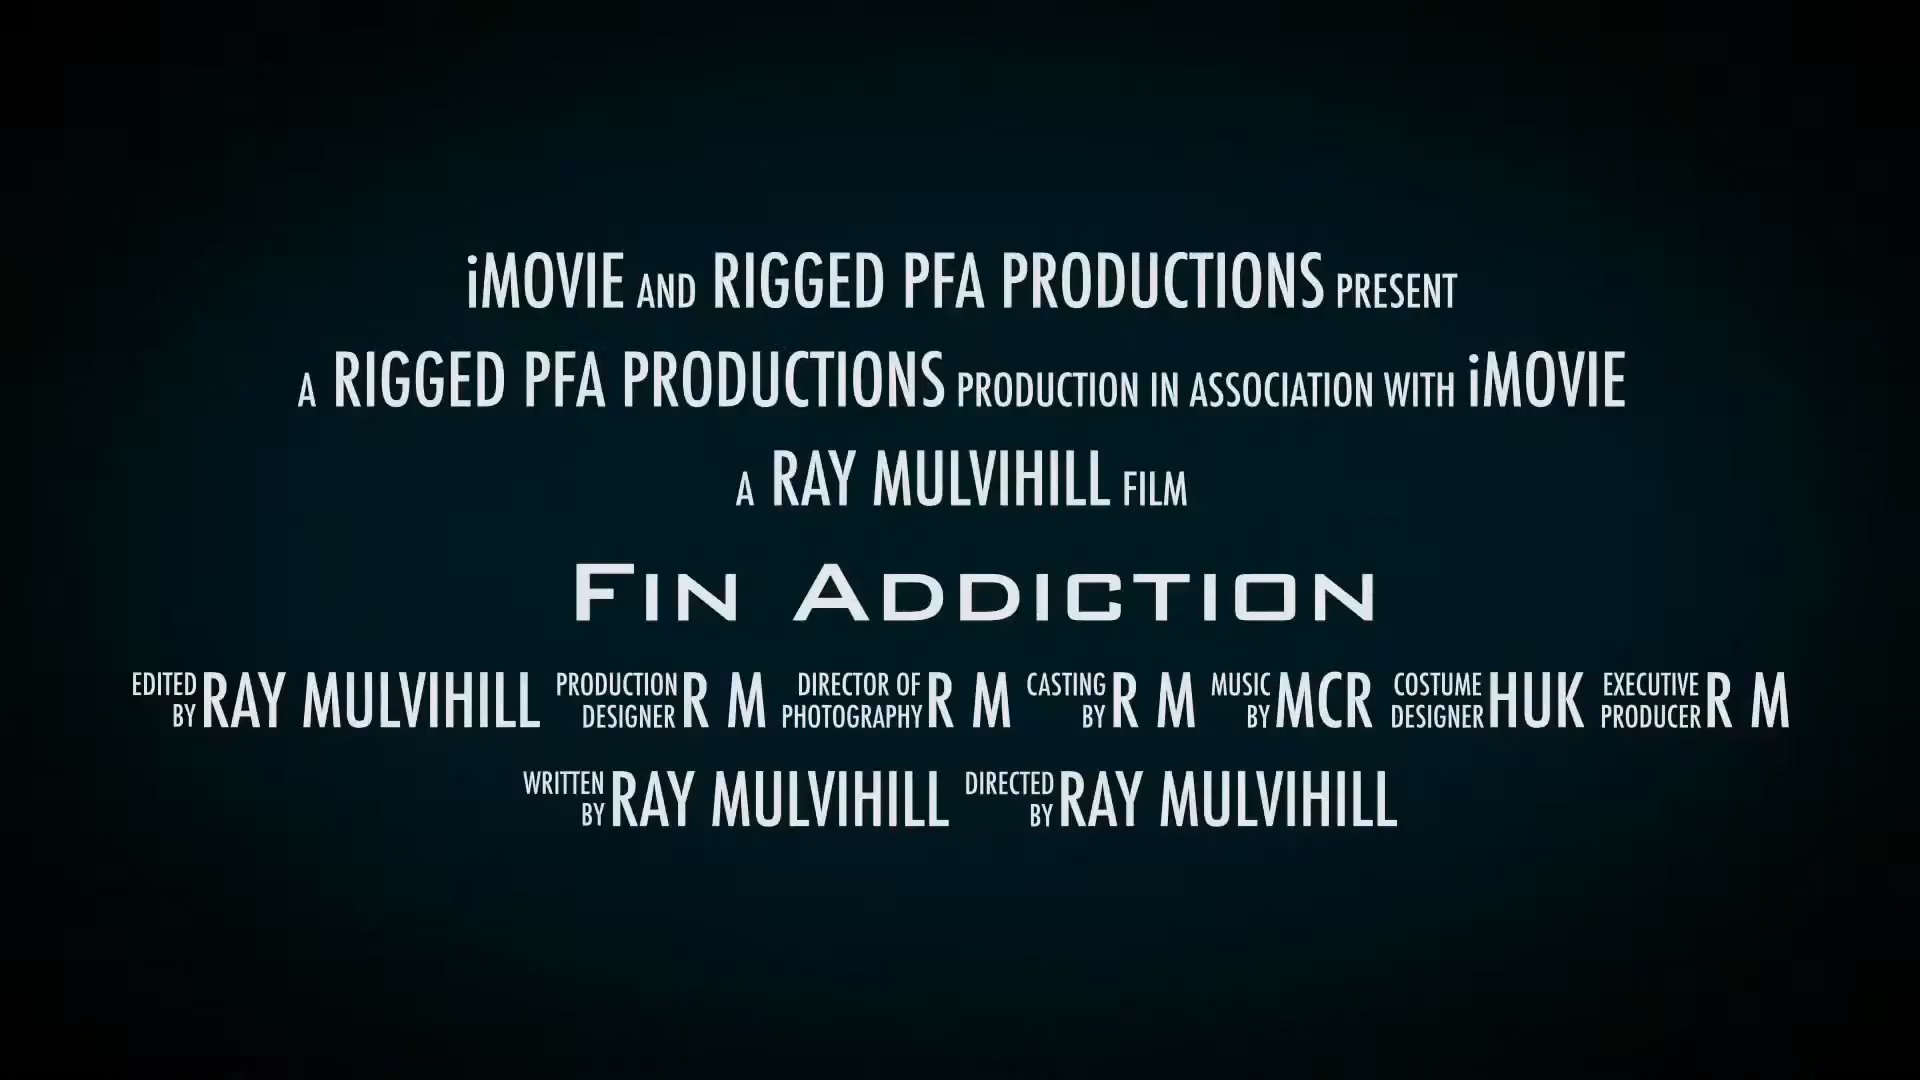 iMOVIE AND RIGGED PFA PRODUCTIONS PRESENT
A RIGGED PFA PRODUCTIONS PRODUCTION IN ASSOCIATION WITH iMOVIE
A RAY MULVIHILL FILM
FIN ADDICTION
EDITED BY RAY MULVIHILL PRODUCTION DESIGNER R M DIRECTOR OF PHOTOGRAPHY R M CASTING BY R M MUSIC BY MCR COSTUME DESIGNER HUK EXECUTIVE PRODUCER R M
WRITTEN BY RAY MULVIHILL DIRECTED BY RAY MULVIHILL